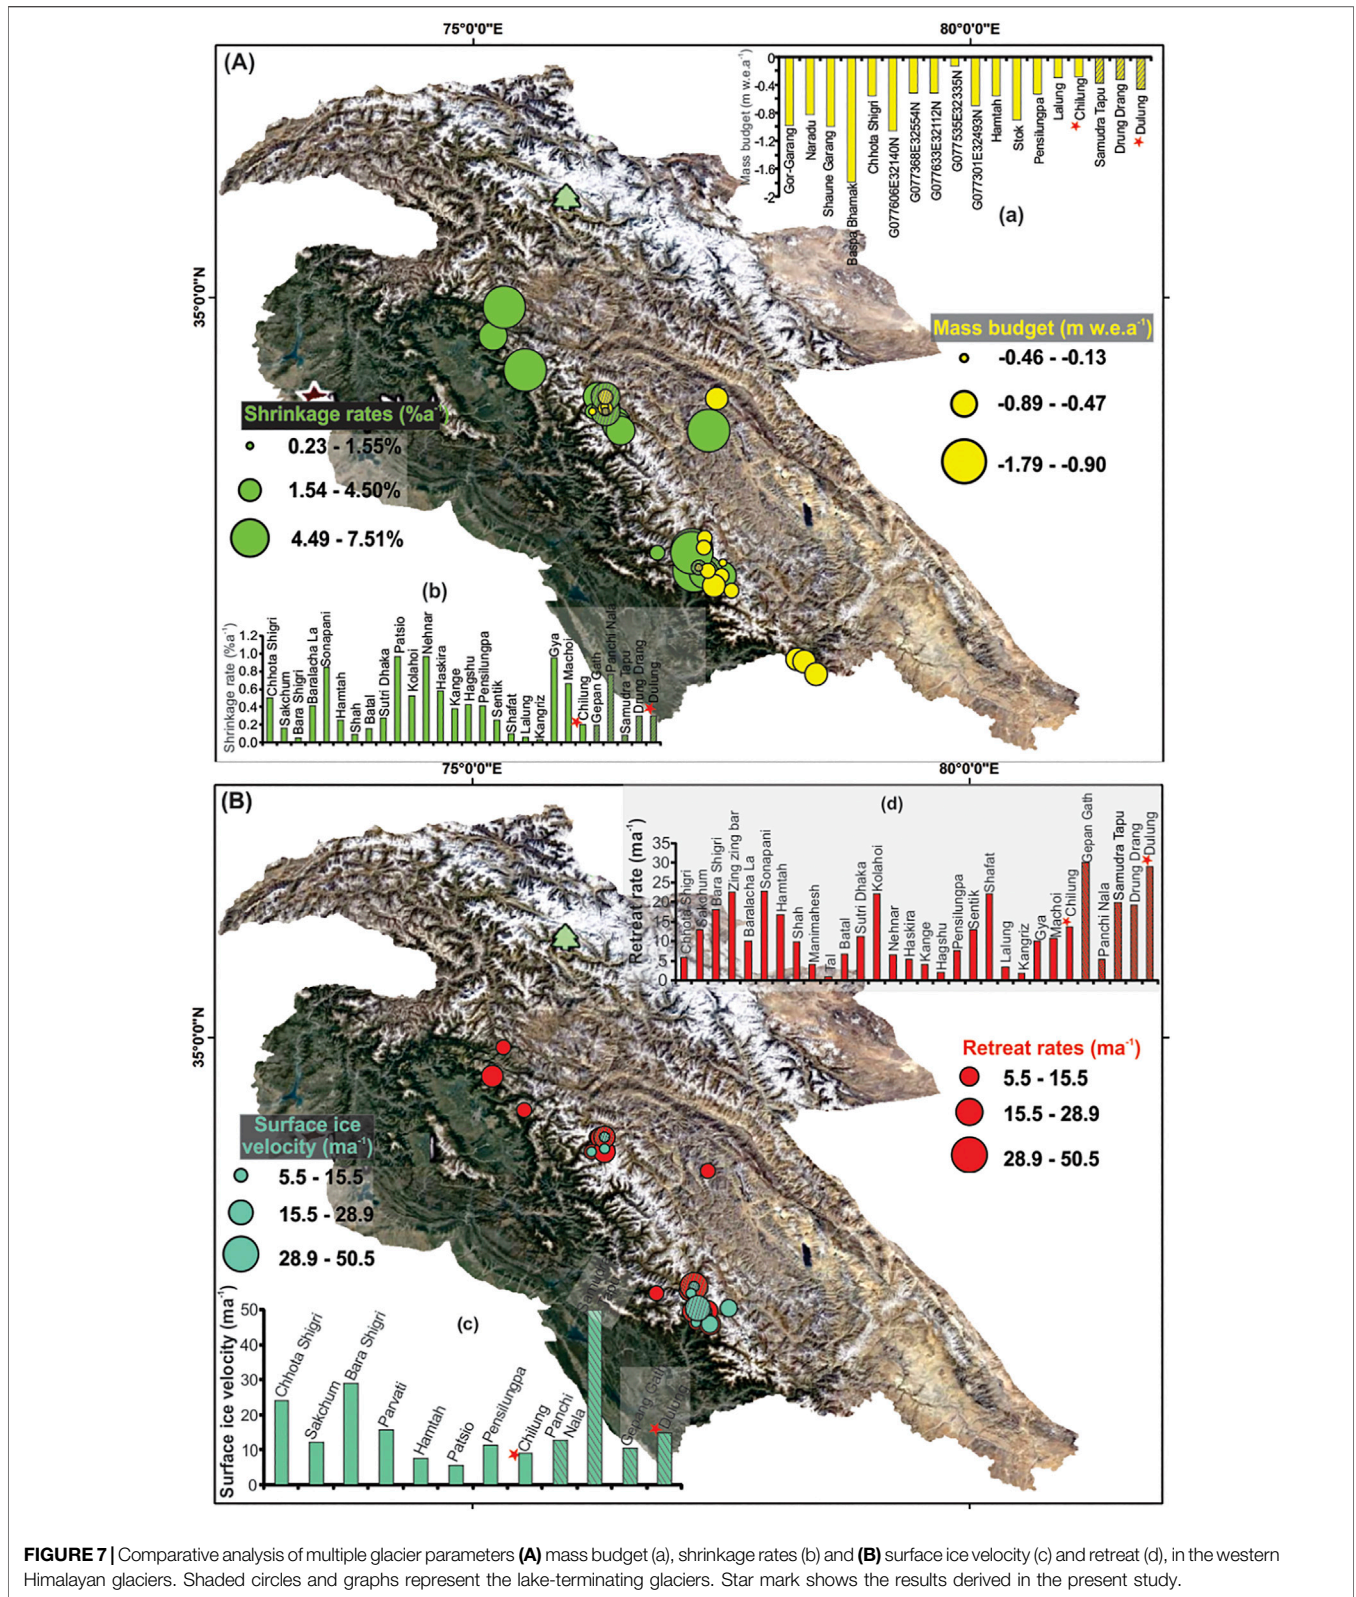 75°0'0"E
80°0'0"E
(A)
35°0'0"N
Mass budget (m w.e.a-1)
0
-0.4
-0.8
-1.2
-1.6
-2
Gor-Garang
Naradu
Shaune Garang
Baspa Bhamak
Chhota Shigri
G077606E32140N
G077368E32554N
G077633E32112N
G077535E32335N
G077301E32493N
Hamtah
Stok
Pensilungpa
Lalung
Chilung
Samudra Tapu
Drung Drang
Dulung
(a)
Mass budget (m w.e.a-1)
-0.46 - -0.13
-0.89 - -0.47
-1.79 - -0.90
Shrinkage rates (%a-1)
0.23 - 1.55%
1.54 - 4.50%
4.49 - 7.51%
(b)
Shrinkage rate (%a-1)
1.2
1.0
0.8
0.6
0.4
0.2
0.0
Chhota Shigri
Sakchum
Bara Shigri
Baralacha La
Sonapani
Hamtah
Shah
Batal
Sutri Dhaka
Patsio
Kolahoi
Nehnar
Haskira
Kange
Hagshu
Pensilungpa
Sentik
Shafat
Lalung
Kangriz
Gya
Machoi
Chilung
Gepan Gath
Panchi Nala
Samudra Tapu
Drung Drang
Dulung
75°0'0"E
80°0'0"E
(B)
35°0'0"N
(d)
Retreat rate (ma-1)
35
30
25
20
15
10
5
0
Chhota Shigri
Sakchum
Bara Shigri
Zing zing bar
Baralacha La
Sonapani
Hamtah
Shah
Manimahesh
Tal
Batal
Sutri Dhaka
Kolahoi
Nehnar
Haskira
Kange
Hagshu
Pensilungpa
Sentik
Shafat
Lalung
Kangriz
Gya
Machoi
Chilung
Gepan Gath
Panchi Nala
Samudra Tapu
Drung Drang
Dulung
Retreat rates (ma-1)
5.5 - 15.5
15.5 - 28.9
28.9 - 50.5
Surface ice
velocity (ma-1)
5.5 - 15.5
15.5 - 28.9
28.9 - 50.5
(c)
Surface ice velocity (ma-1)
50
40
30
20
10
0
Chhota Shigri
Sakchum
Bara Shigri
Parvati
Hamtah
Patsio
Pensilungpa
Chilung
Panchi
Nala
Gepang Gath
Dulung
FIGURE 7 | Comparative analysis of multiple glacier parameters (A) mass budget (a), shrinkage rates (b) and (B) surface ice velocity (c) and retreat (d), in the western
Himalayan glaciers. Shaded circles and graphs represent the lake-terminating glaciers. Star mark shows the results derived in the present study.